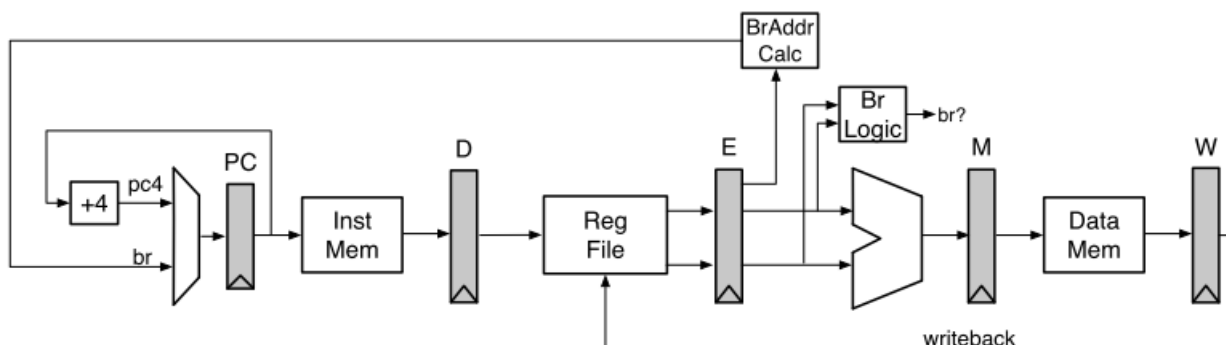 BrAddr
Calc
Br
Logic
br?
PC
D
E
M
W
pc4
+4
Inst
Mem
Reg
File
Data
Mem
br
writeback